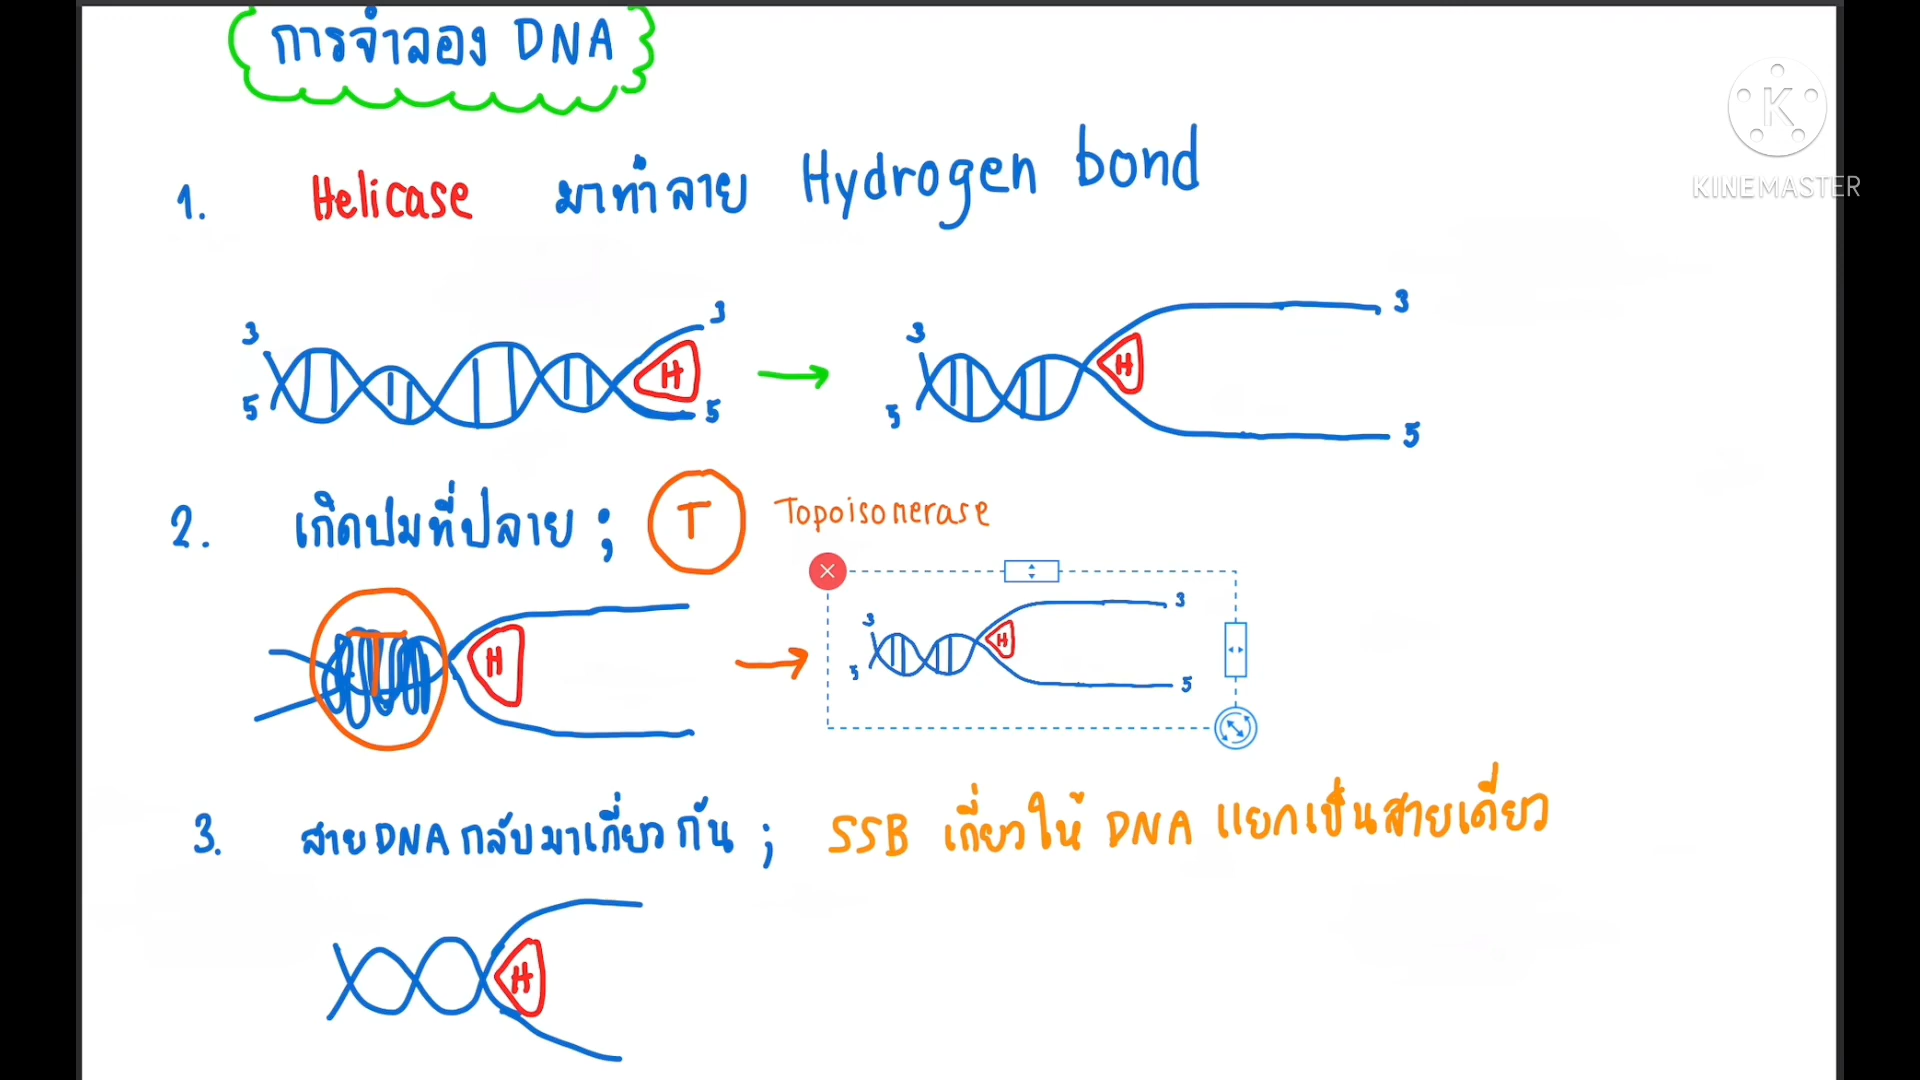 การจำลอง DNA
K
KINEMASTER
1. Helicase มาทำลาย Hydrogen bond
3 3 3 3
H H
5 5 5 5
2. เกิดปมที่ปลาย ; T Topoisonerase
T H 3 H 3
5 5
3. สายDNAกลับมาเกี่ยวกัน ; SSB เกี่ยวให้ DNA แยกเป็นสายเดี่ยว
H